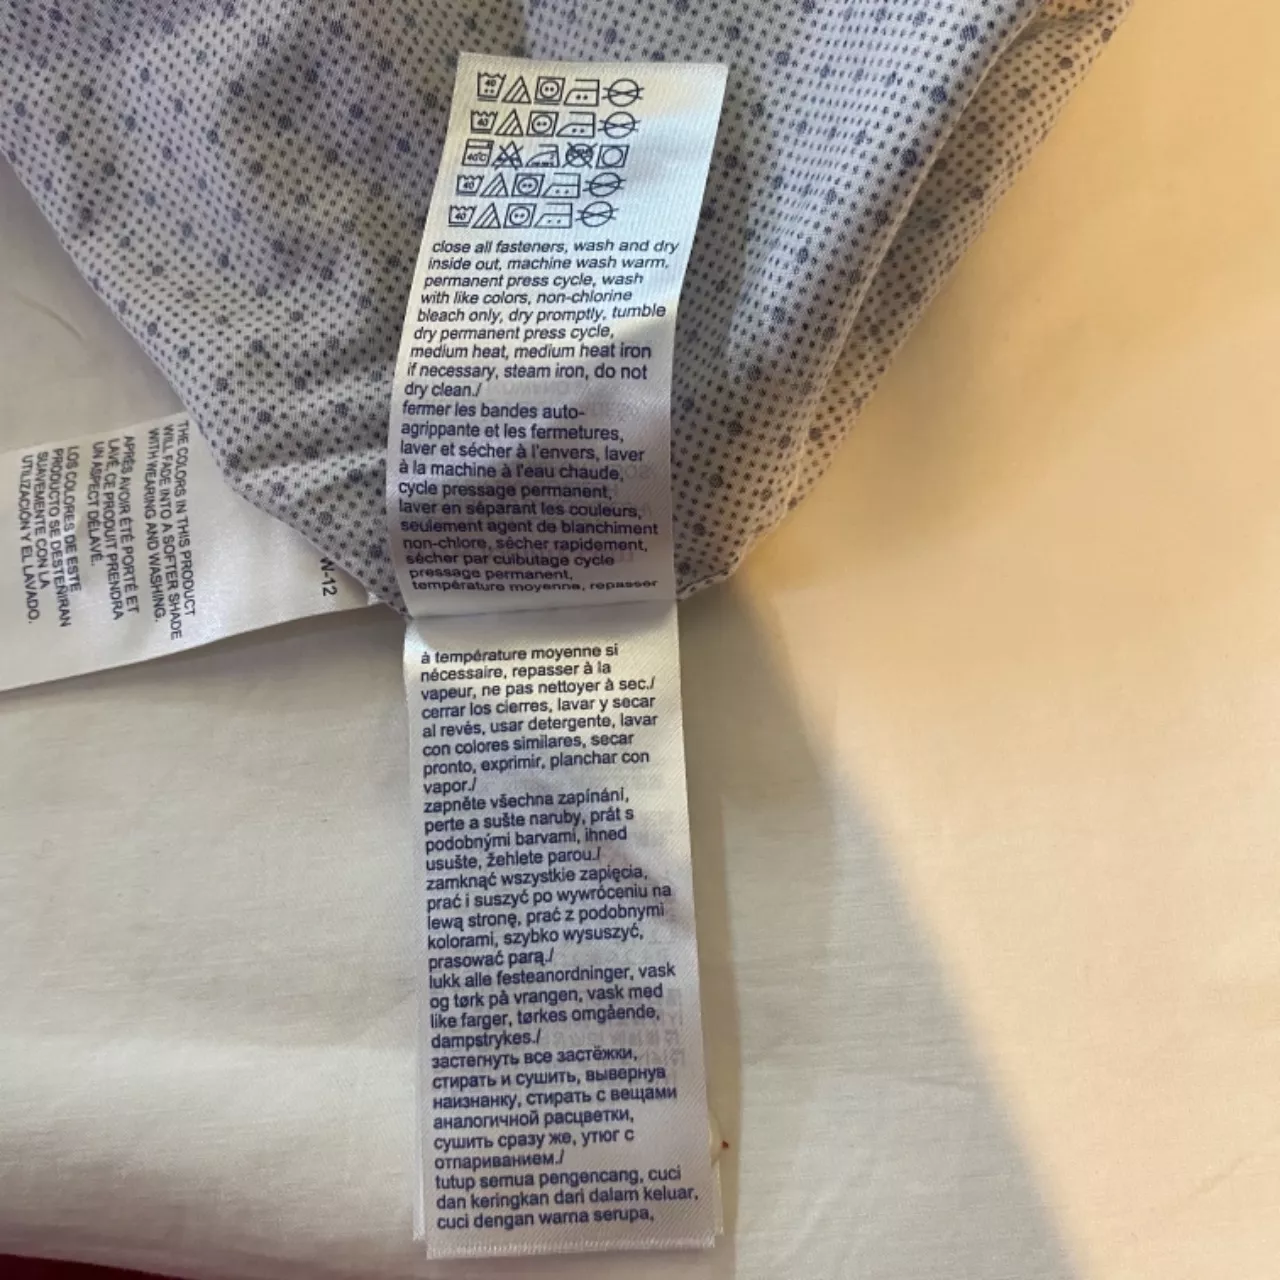 40
40
40°C
40
40
close all fasteners, wash and dry
inside out, machine wash warm,
permanent press cycle, wash
with like colors, non-chlorine
bleach only, dry promptly, tumble
dry permanent press cycle,
medium heat, medium heat iron
if necessary, steam iron, do not
dry clean./
fermer les bandes auto-
agrippante et les fermetures,
laver et sécher à l'envers, laver
à la machine à l'eau chaude,
cycle pressage permanent,
laver en séparant les couleurs,
seulement agent de blanchiment
non-chlore, sécher rapidement,
sécher par culbutage cycle
pressage permanent,
température moyenne, repasser
à température moyenne si
nécessaire, repasser à la
vapeur, ne pas nettoyer à sec./
cerrar los cierres, lavar y secar
al revés, usar detergente, lavar
con colores similares, secar
pronto, exprimir, planchar con
vapor./
zapněte všechna zapínání,
perte a sušte naruby, prát s
podobnými barvami, ihned
usušte, žehlete parou./
zamknąć wszystkie zapięcia,
prać i suszyć po wywróceniu na
lewą stronę, prać z podobnymi
kolorami, szybko wysuszyć,
prasować parą./
lukk alle festeanordninger, vask
og tørk på vrangen, vask med
like farger, tørkes omgående,
dampstrykes./
застегнуть все застёжки,
стирать и сушить, вывернув
наизнанку, стирать с вещами
аналогичной расцветки,
сушить сразу же, утюг с
отпариванием./
tutup semua pengencang, cuci
dan keringkan dari dalam keluar,
cuci dengan warna serupa,
THE COLORS IN THIS PRODUCT
WILL FADE INTO A SOFTER SHADE
WITH WEARING AND WASHING.
APRÈS AVOIR ÉTÉ PORTÉ ET
LAVÉ, CE PRODUIT PRENDRA
UN ASPECT DÉLAVÉ.
LOS COLORES DE ESTE
PRODUCTO SE DESTEÑIRAN
SUAVEMENTE CON LA
UTILIZACIÓN Y EL LAVADO.
W-12